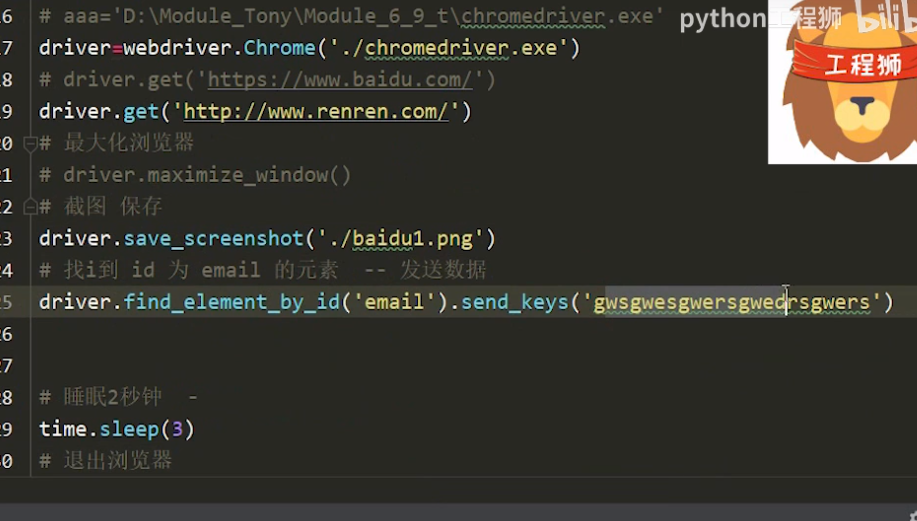 16 # aaa='D:\Module_Tony\Module_6_9_t\chromedriver.exe'
python工程狮
工程狮
17 driver=webdriver.Chrome('./chromedriver.exe')
18 # driver.get('https://www.baidu.com/')
19 driver.get('http://www.renren.com/')
20 # 最大化浏览器
21 # driver.maximize_window()
22 # 截图 保存
23 driver.save_screenshot('./baidu1.png')
24 # 找i到 id 为 email 的元素 -- 发送数据
25 driver.find_element_by_id('email').send_keys('gwsgwesgwersgwedrsgwers')
26
27
28 # 睡眠2秒钟 -
29 time.sleep(3)
30 # 退出浏览器